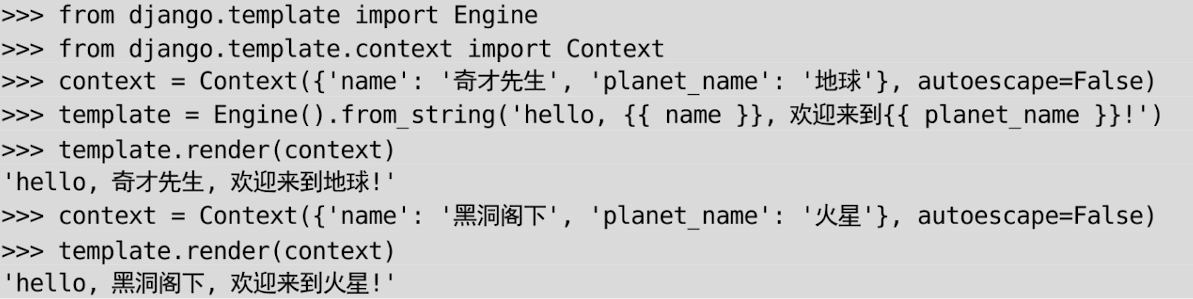 >>> from django.template import Engine
>>> from django.template.context import Context
>>> context = Context({'name': '奇才先生', 'planet_name': '地球'}, autoescape=False)
>>> template = Engine().from_string('hello, {{ name }}, 欢迎来到{{ planet_name }}!')
>>> template.render(context)
'hello, 奇才先生, 欢迎来到地球!'
>>> context = Context({'name': '黑洞阁下', 'planet_name': '火星'}, autoescape=False)
>>> template.render(context)
'hello, 黑洞阁下, 欢迎来到火星!'